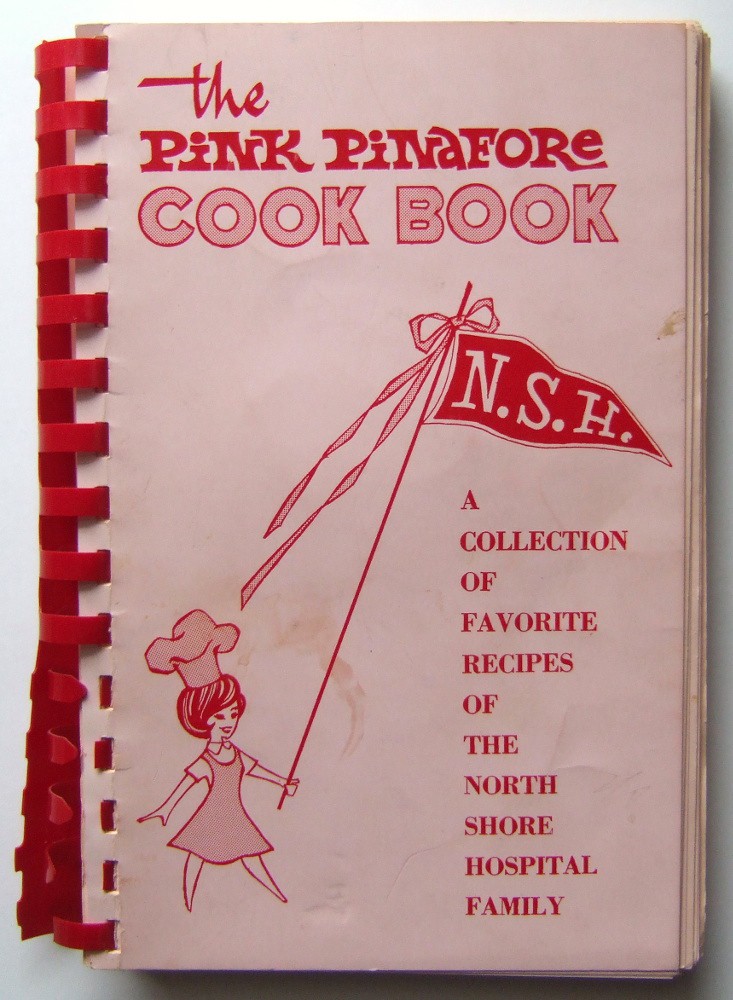 the
PiNK PiNaFORe
COOK BOOK
N.S.H.
A
COLLECTION
OF
FAVORITE
RECIPES
OF
THE
NORTH
SHORE
HOSPITAL
FAMILY